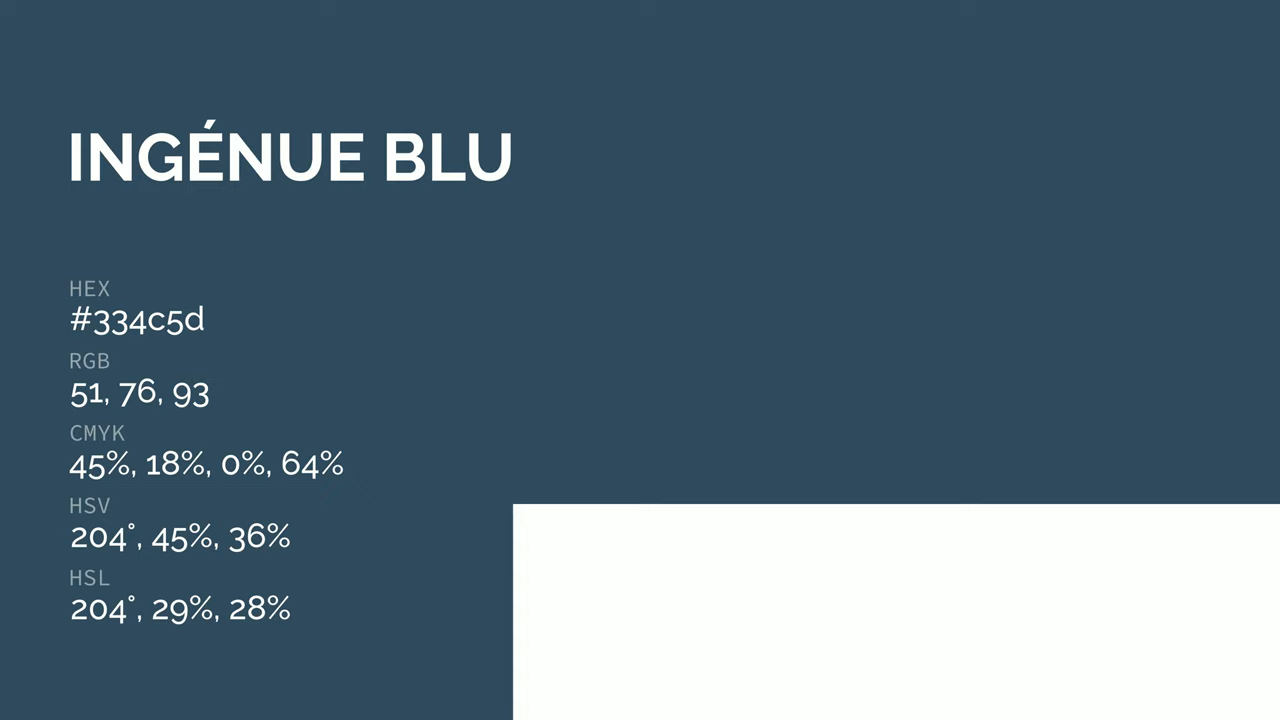 INGÉNUE BLU
HEX
#334c5d
RGB
51, 76, 93
CMYK
45%, 18%, 0%, 64%
HSV
204°, 45%, 36%
HSL
204°, 29%, 28%